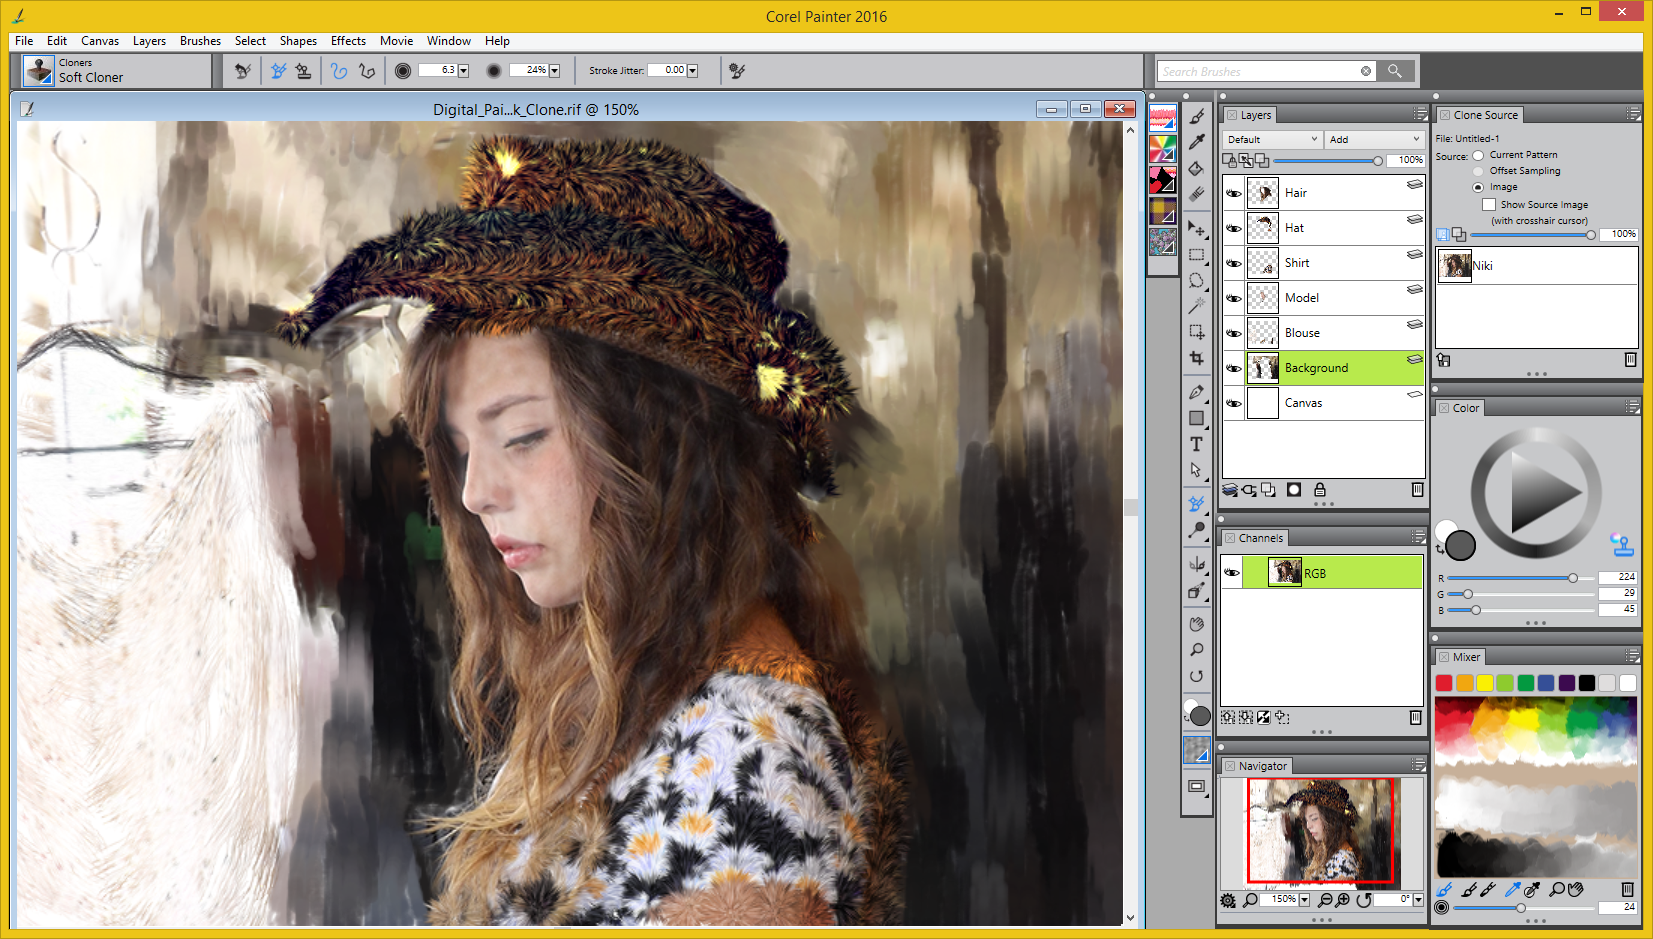 Corel Painter 2016
File Edit Canvas Layers Brushes Select Shapes Effects Movie Window Help
Cloners
Soft Cloner
6.3
24%
Stroke Jitter: 0.00
Search Brushes
Digital_Pai...k_Clone.rif @ 150%
Layers
Default
Add
100%
Hair
Hat
Shirt
Model
Blouse
Background
Canvas
Channels
RGB
Navigator
150%
0°
Clone Source
File: Untitled-1
Source:
Current Pattern
Offset Sampling
Image
Show Source Image
(with crosshair cursor)
100%
Niki
Color
R 224
G 29
B 45
Mixer
24